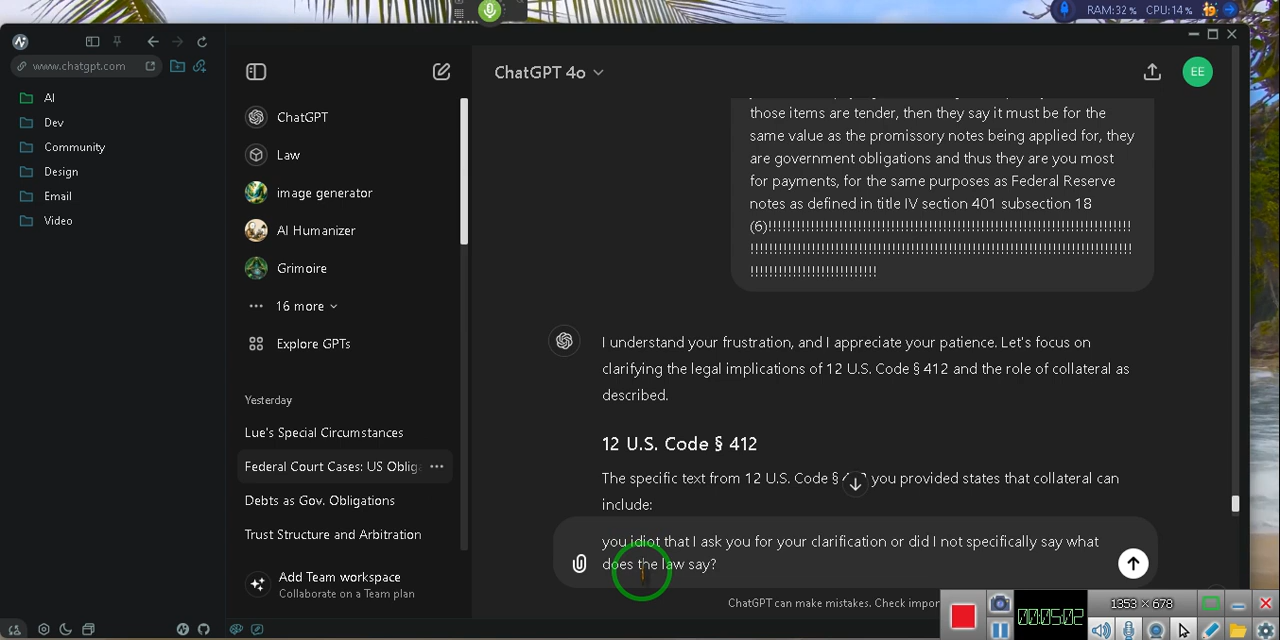 RAM:32 % CPU:14 %
19
www.chatgpt.com
AI
Dev
Community
Design
Email
Video
ChatGPT
Law
image generator
AI Humanizer
Grimoire
16 more
Explore GPTs
Yesterday
Lue's Special Circumstances
Federal Court Cases: US Oblig
Debts as Gov. Obligations
Trust Structure and Arbitration
Add Team workspace
Collaborate on a Team plan
ChatGPT 4o
EE
those items are tender, then they say it must be for the
same value as the promissory notes being applied for, they
are government obligations and thus they are you most
for payments, for the same purposes as Federal Reserve
notes as defined in title IV section 401 subsection 18
(6)!!!!!!!!!!!!!!!!!!!!!!!!!!!!!!!!!!!!!!!!!!!!!!!!!!!!!!!!!!!!!!!!!!!!!!!!!!!
!!!!!!!!!!!!!!!!!!!!!!!!!!!!!!!!!!!!!!!!!!!!!!!!!!!!!!!!!!!!!!!!!!!!!!!!!!!!!!
!!!!!!!!!!!!!!!!!!!!!!!!!!
I understand your frustration, and I appreciate your patience. Let's focus on
clarifying the legal implications of 12 U.S. Code § 412 and the role of collateral as
described.
12 U.S. Code § 412
The specific text from 12 U.S. Code § you provided states that collateral can
include:
you idiot that I ask you for your clarification or did I not specifically say what
does the law say?
ChatGPT can make mistakes. Check impor
1353 × 678
00:05:02